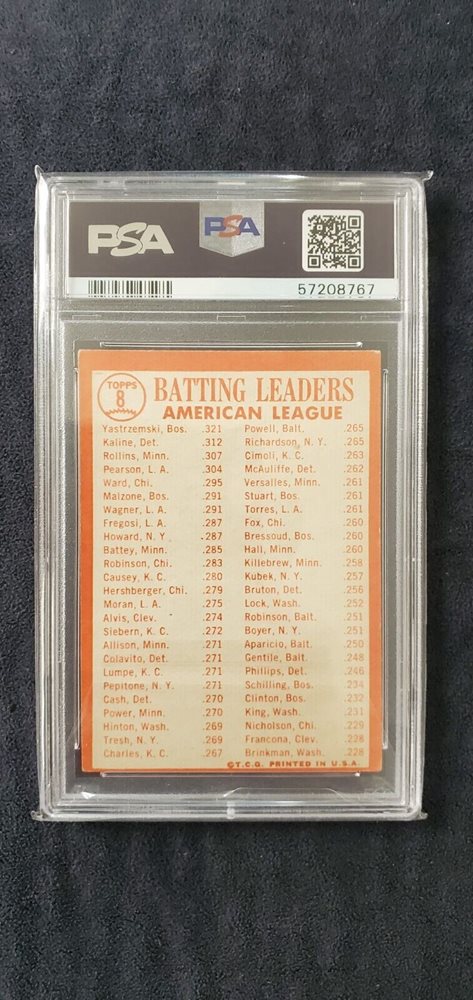 PSA
PSA
57208767
TOPPS
8
BATTING LEADERS
AMERICAN LEAGUE
Yastrzemski, Bos. .321
Kaline, Det. .312
Rollins, Minn. .307
Pearson, L. A. .304
Ward, Chi. .295
Malzone, Bos. .291
Wagner, L. A. .291
Fregosi, L. A. .287
Howard, N. Y .287
Battey, Minn. .285
Robinson, Chi. .283
Causey, K. C. .280
Hershberger, Chi. .279
Moran, L. A. .275
Alvis, Clev. .274
Siebern, K. C. .272
Allison, Minn. .271
Colavito, Det. .271
Lumpe, K. C. .271
Pepitone, N. Y. .271
Cash, Det. .270
Power, Minn. .270
Hinton, Wash. .269
Tresh, N. Y. .269
Charles, K. C. .267
Powell, Balt. .265
Richardson, N. Y. .265
Cimoli, K. C. .263
McAuliffe, Det. .262
Versalles, Minn. .261
Stuart, Bos. .261
Torres, L. A. .261
Fox, Chi. .260
Bressoud, Bos. .260
Hall, Minn. .260
Killebrew, Minn. .258
Kubek, N. Y. .257
Bruton, Det. .256
Lock, Wash. .252
Robinson, Balt. .251
Boyer, N. Y. .251
Aparicio, Balt. .250
Gentile, Balt. .248
Phillips, Det. .246
Schilling, Bos. .234
Clinton, Bos. .232
King, Wash. .231
Nicholson, Chi. .229
Francona, Clev. .228
Brinkman, Wash. .228
©T.C.G. PRINTED IN U.S.A.